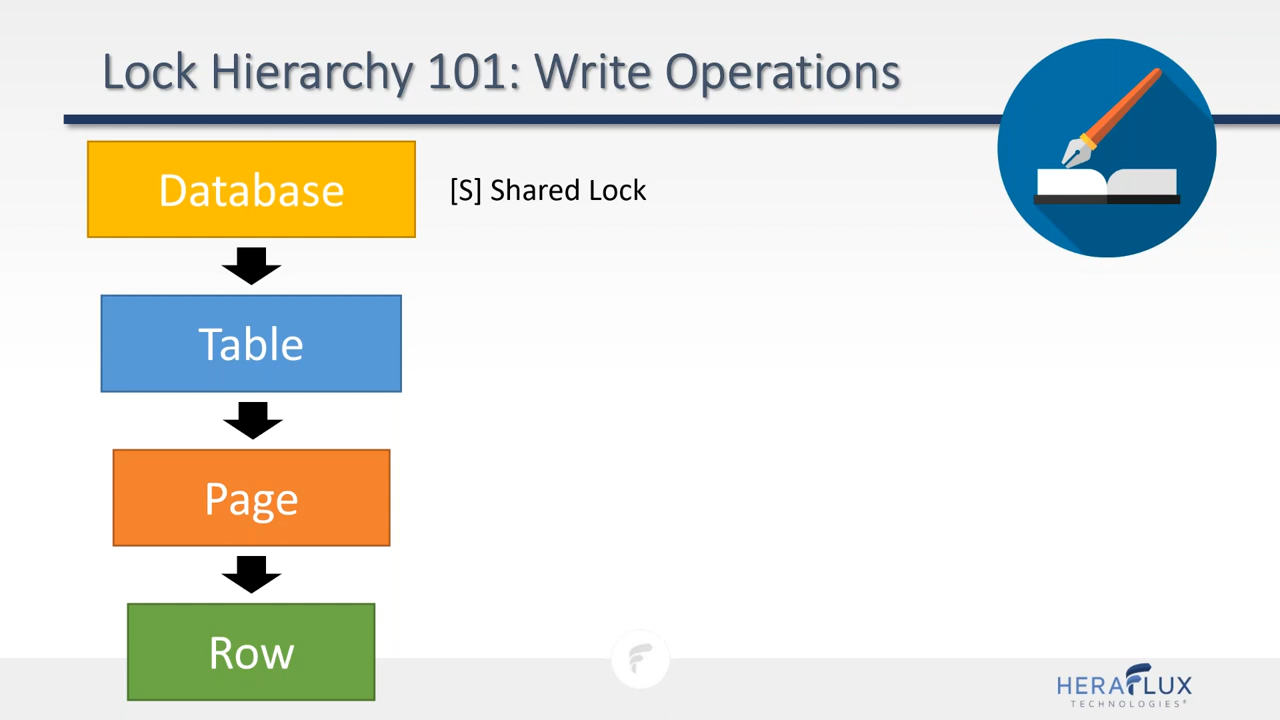 Lock Hierarchy 101: Write Operations
Database
[S] Shared Lock
Table
Page
Row
HERAFLUX
TECHNOLOGIES®